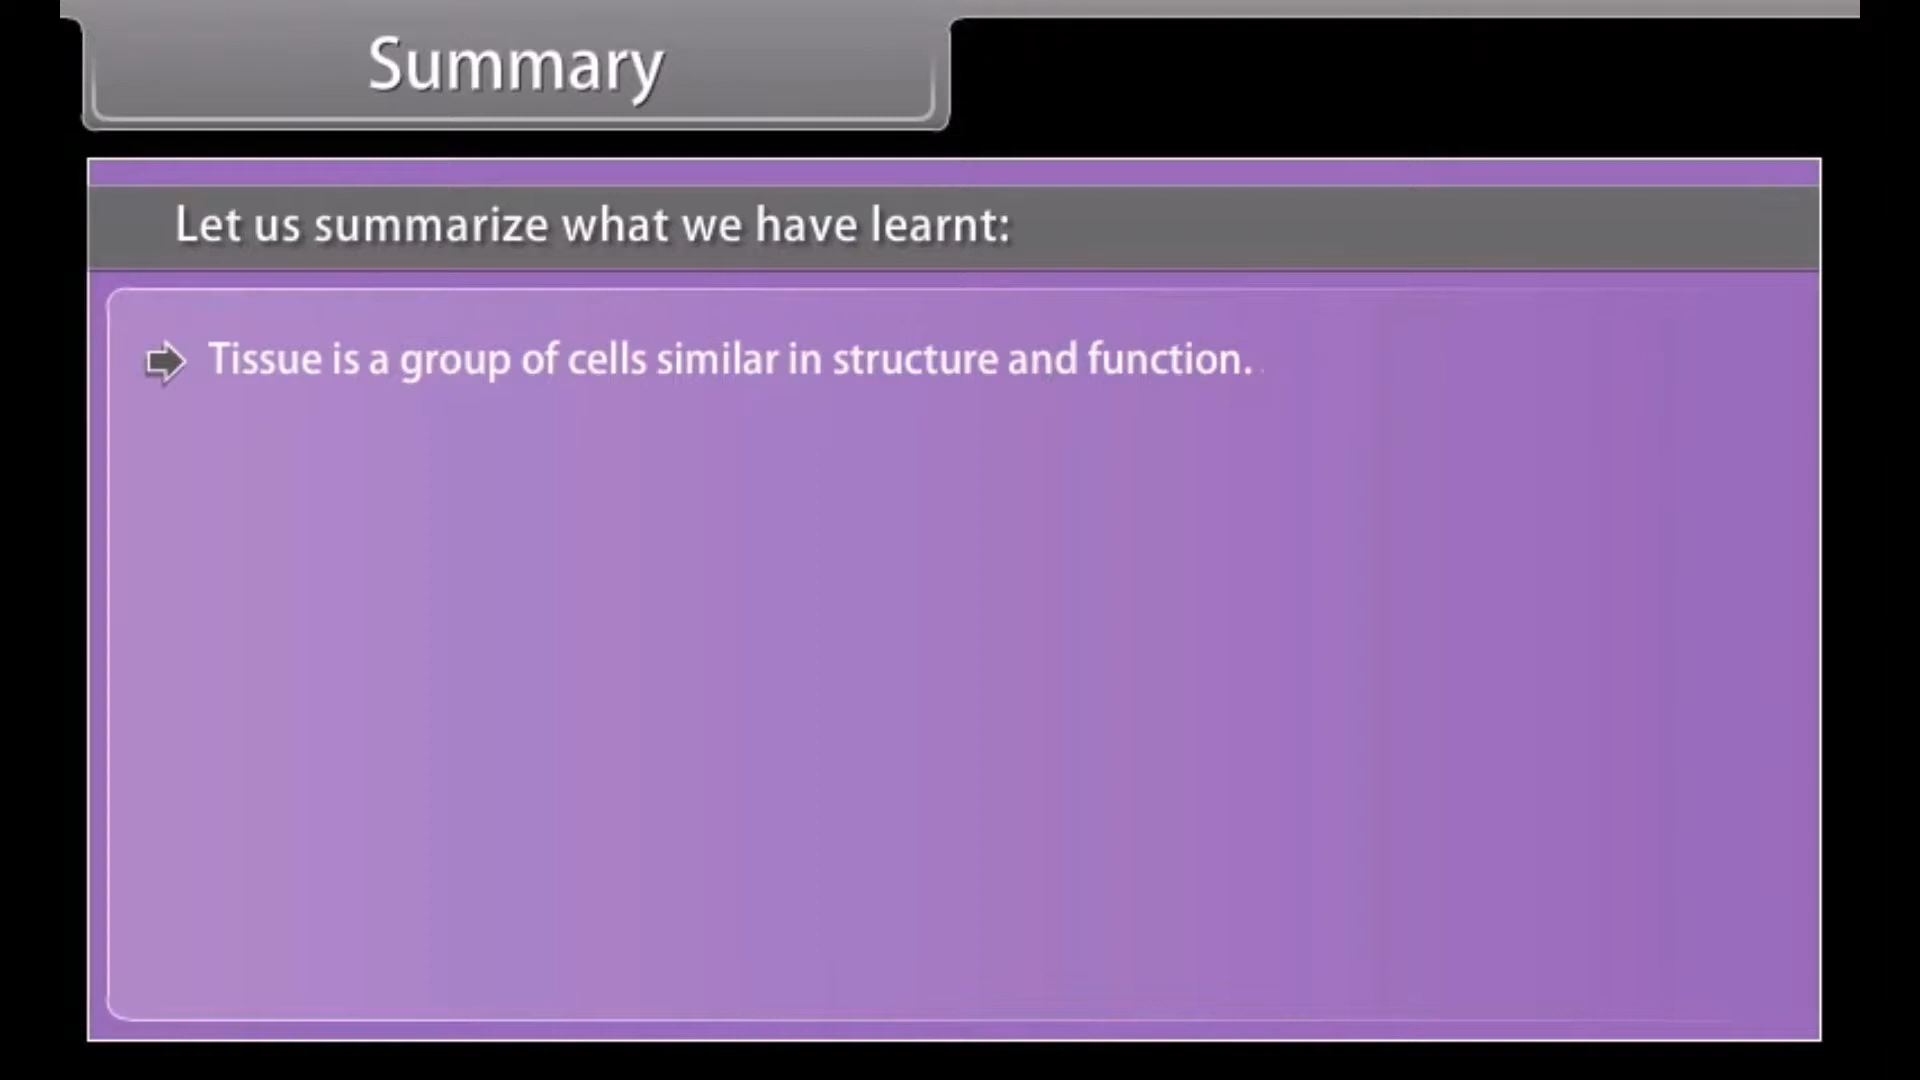 Summary
Let us summarize what we have learnt:
Tissue is a group of cells similar in structure and function.